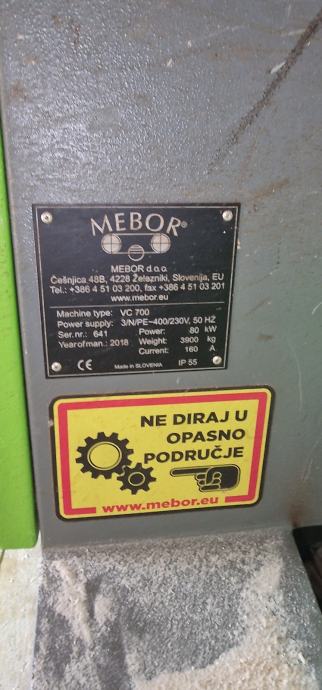 MEBOR®
MEBOR d.o.o.
Češnjica 48B, 4228 Železniki, Slovenija, EU
Tel.: +386 4 51 03 200, fax +386 4 51 03 201
www.mebor.eu
Machine type: VC 700
Power supply: 3/N/PE~400/230V, 50 HZ
Ser.nr.: 641 Power: 80 kW
Yearofman.: 2018 Weight: 3900 kg
Current: 160 A
CE Made in SLOVENIA IP 55
NE DIRAJ U
OPASNO
PODRUČJE
www.mebor.eu